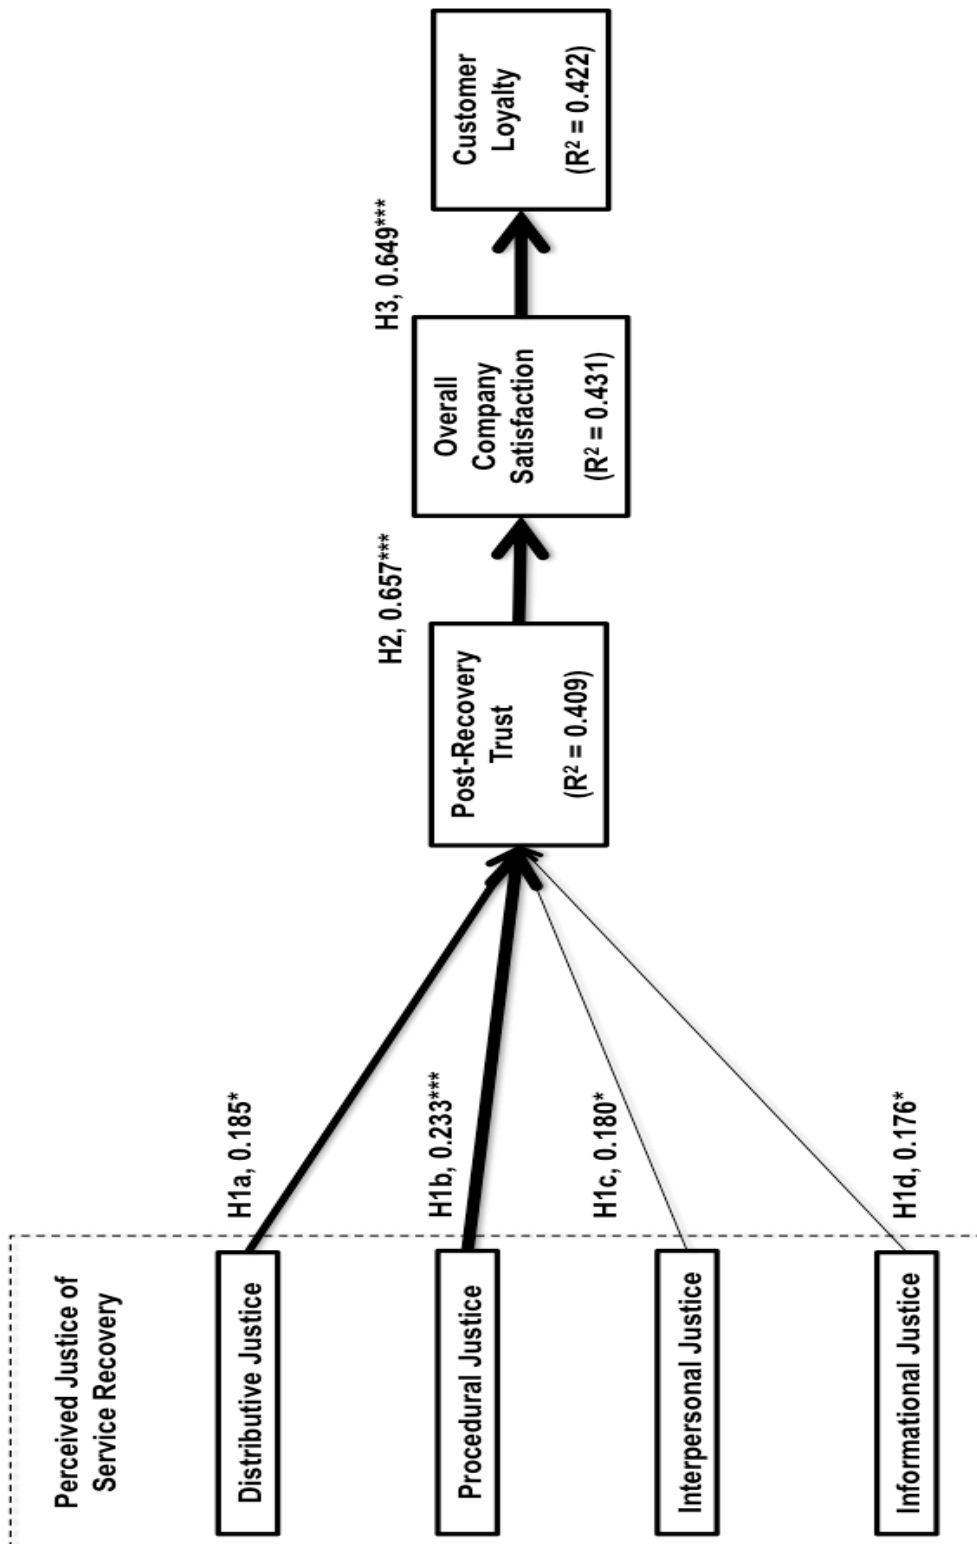 Perceived Justice of
Service Recovery
Distributive Justice
Procedural Justice
Interpersonal Justice
Informational Justice
H1a, 0.185*
H1b, 0.233***
H1c, 0.180*
H1d, 0.176*
Post-Recovery
Trust
(R² = 0.409)
H2, 0.657***
Overall
Company
Satisfaction
(R² = 0.431)
H3, 0.649***
Customer
Loyalty
(R² = 0.422)